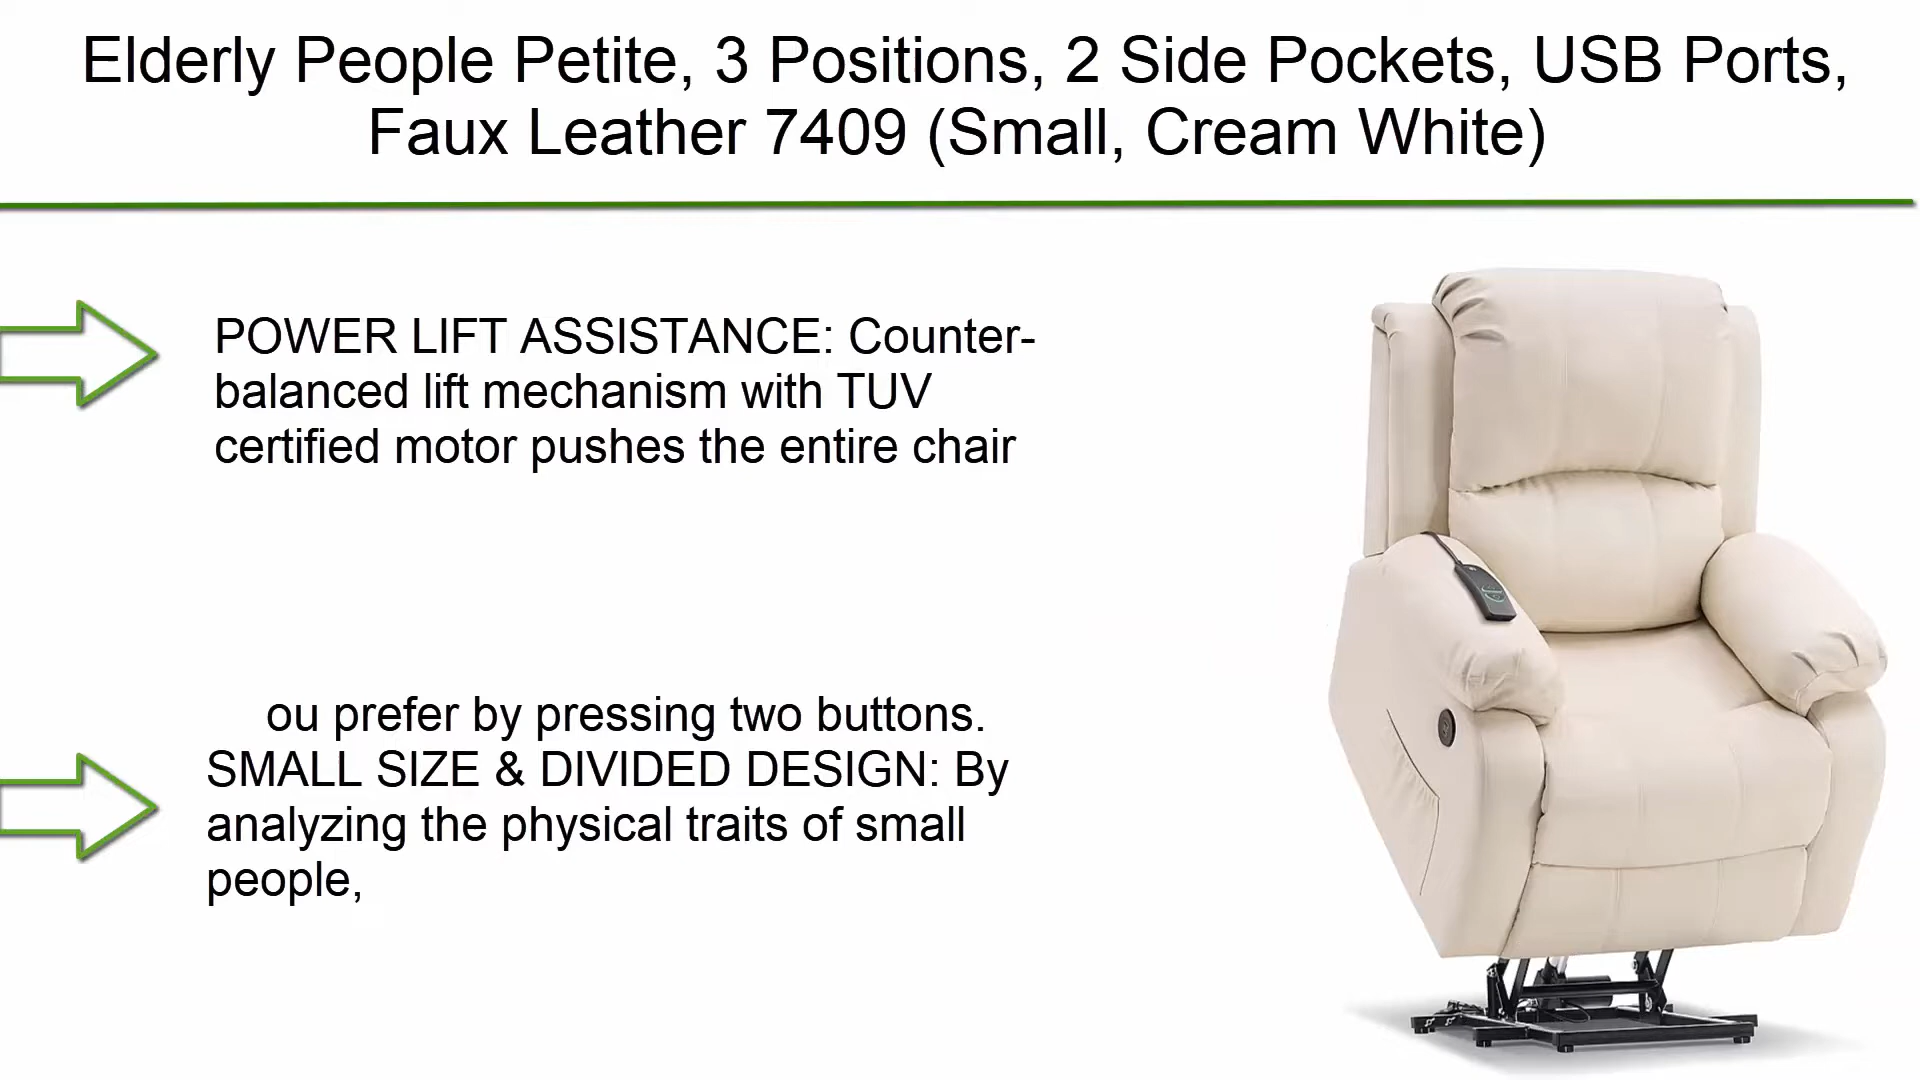 Elderly People Petite, 3 Positions, 2 Side Pockets, USB Ports,
Faux Leather 7409 (Small, Cream White)
POWER LIFT ASSISTANCE: Counter-
balanced lift mechanism with TUV
certified motor pushes the entire chair
ou prefer by pressing two buttons.
SMALL SIZE & DIVIDED DESIGN: By
analyzing the physical traits of small
people,